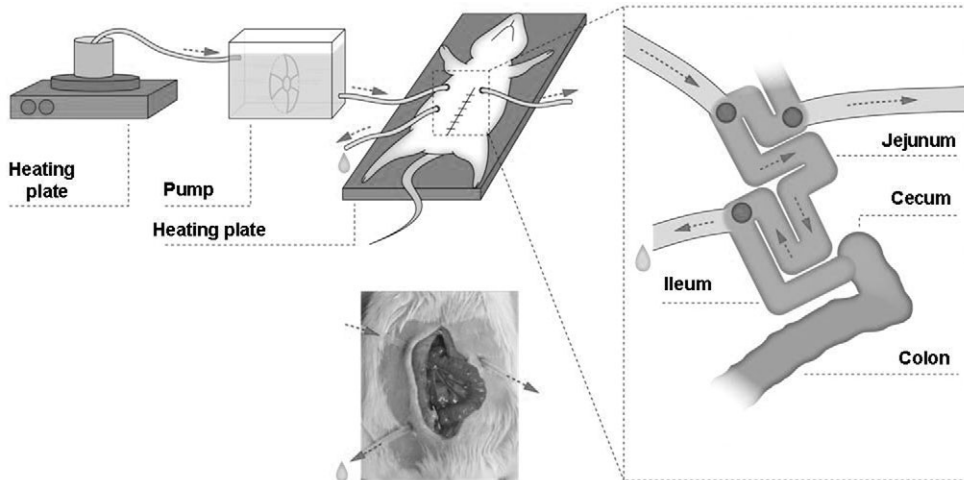 Heating
plate
Pump
Heating plate
Jejunum
Cecum
Ileum
Colon